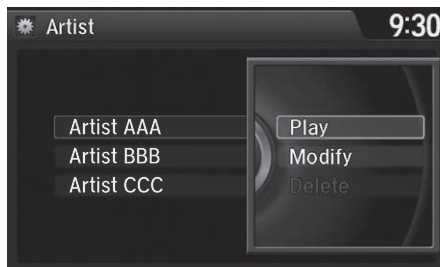 Artist 9:30
Artist AAA
Artist BBB
Artist CCC
Play
Modify
Delete